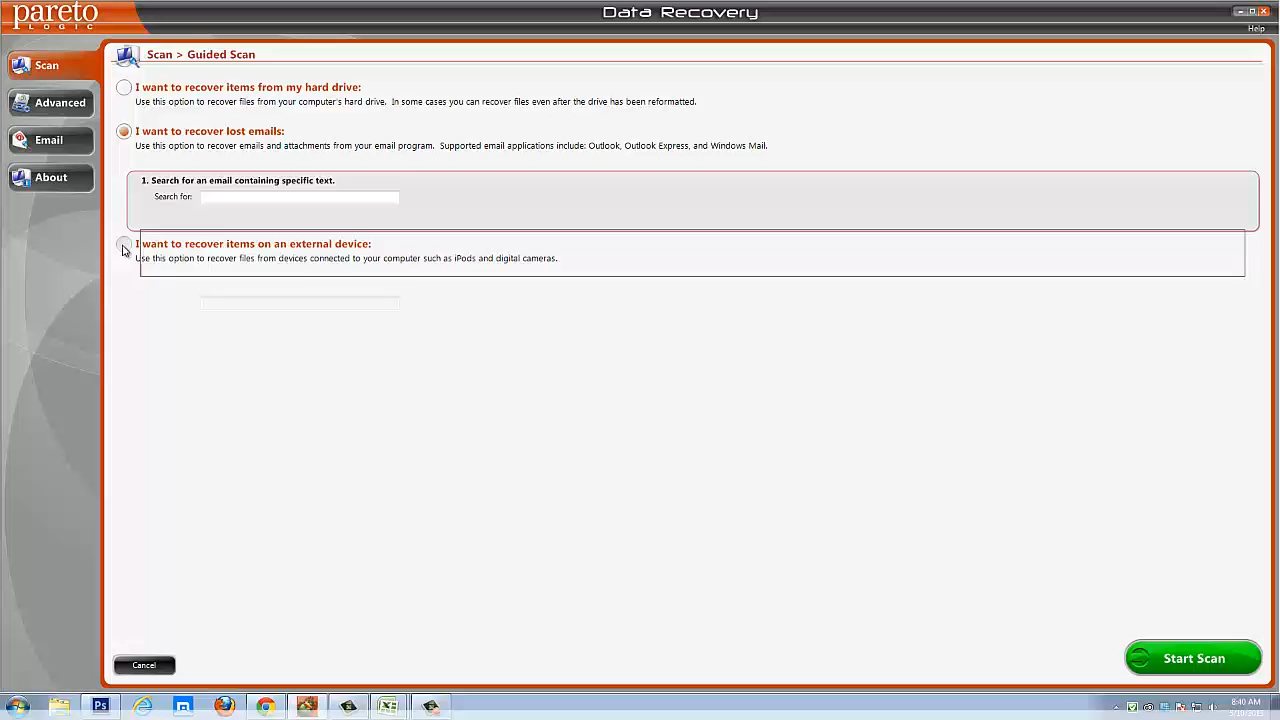 pareto
LOGIC
Data Recovery
Help
Scan
Advanced
Email
About
Scan > Guided Scan
I want to recover items from my hard drive:
Use this option to recover files from your computer's hard drive. In some cases you can recover files even after the drive has been reformatted.
I want to recover lost emails:
Use this option to recover emails and attachments from your email program. Supported email applications include: Outlook, Outlook Express, and Windows Mail.
1. Search for an email containing specific text.
Search for:
I want to recover items on an external device:
Use this option to recover files from devices connected to your computer such as iPods and digital cameras.
Cancel
Start Scan
Ps
8:40 AM